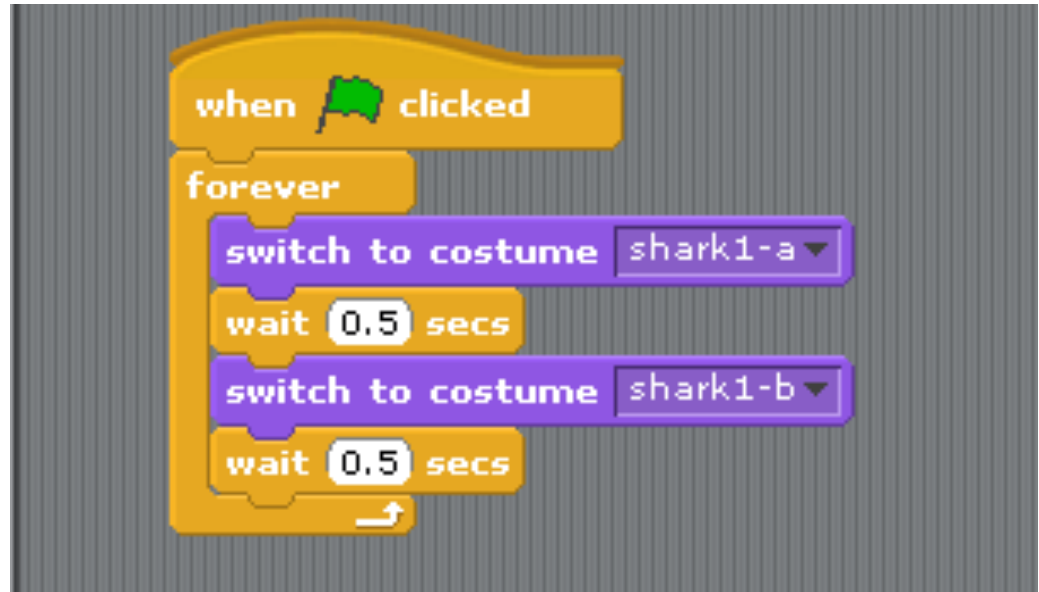 when clicked
forever
switch to costume shark1-a
wait 0.5 secs
switch to costume shark1-b
wait 0.5 secs